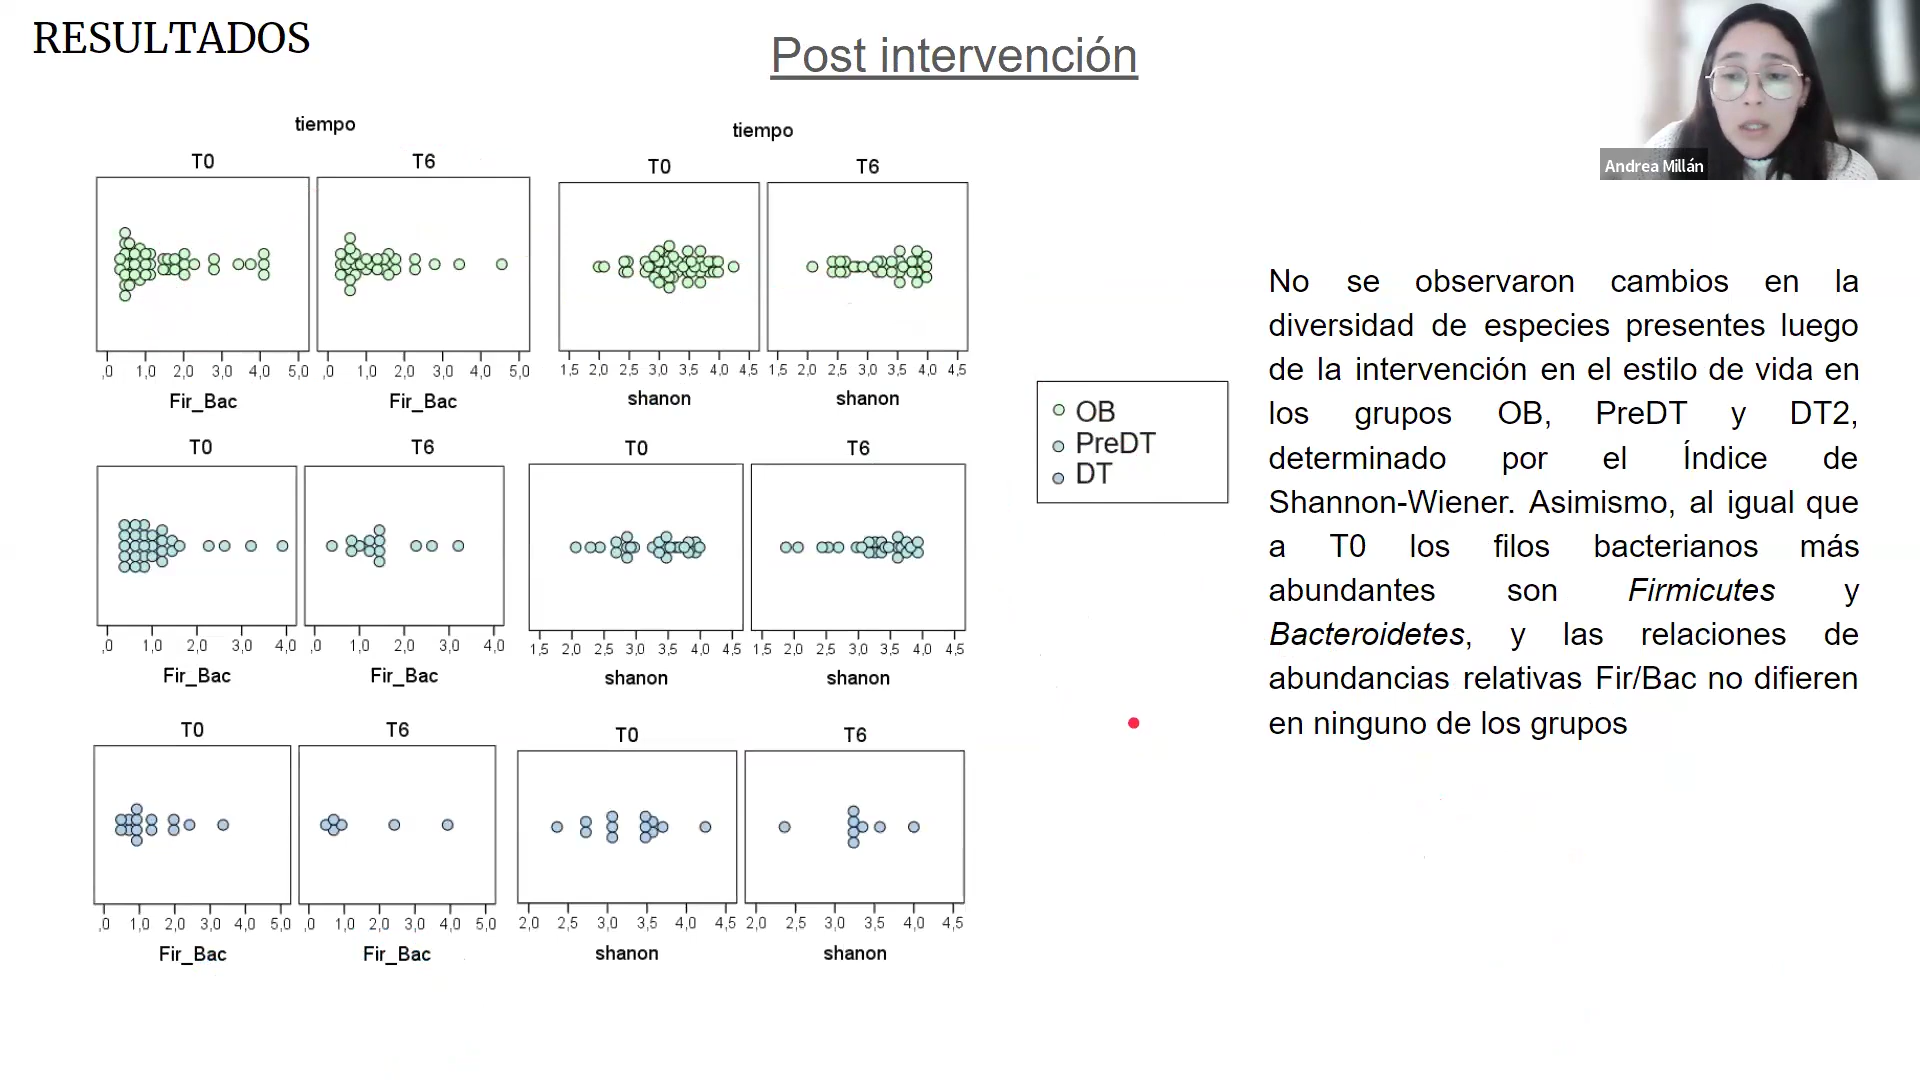 RESULTADOS
Post intervención
Andrea Millán
tiempo
T0 T6
,0 1,0 2,0 3,0 4,0 5,0 ,0 1,0 2,0 3,0 4,0 5,0
Fir_Bac Fir_Bac
tiempo
T0 T6
1,5 2,0 2,5 3,0 3,5 4,0 4,5 1,5 2,0 2,5 3,0 3,5 4,0 4,5
shanon shanon
T0 T6
,0 1,0 2,0 3,0 4,0 ,0 1,0 2,0 3,0 4,0
Fir_Bac Fir_Bac
T0 T6
1,5 2,0 2,5 3,0 3,5 4,0 4,5 1,5 2,0 2,5 3,0 3,5 4,0 4,5
shanon shanon
T0 T6
,0 1,0 2,0 3,0 4,0 5,0 ,0 1,0 2,0 3,0 4,0 5,0
Fir_Bac Fir_Bac
T0 T6
2,0 2,5 3,0 3,5 4,0 4,5 2,0 2,5 3,0 3,5 4,0 4,5
shanon shanon
OB
PreDT
DT
No se observaron cambios en la
diversidad de especies presentes luego
de la intervención en el estilo de vida en
los grupos OB, PreDT y DT2,
determinado por el Índice de
Shannon-Wiener. Asimismo, al igual que
a T0 los filos bacterianos más
abundantes son Firmicutes y
Bacteroidetes, y las relaciones de
abundancias relativas Fir/Bac no difieren
en ninguno de los grupos